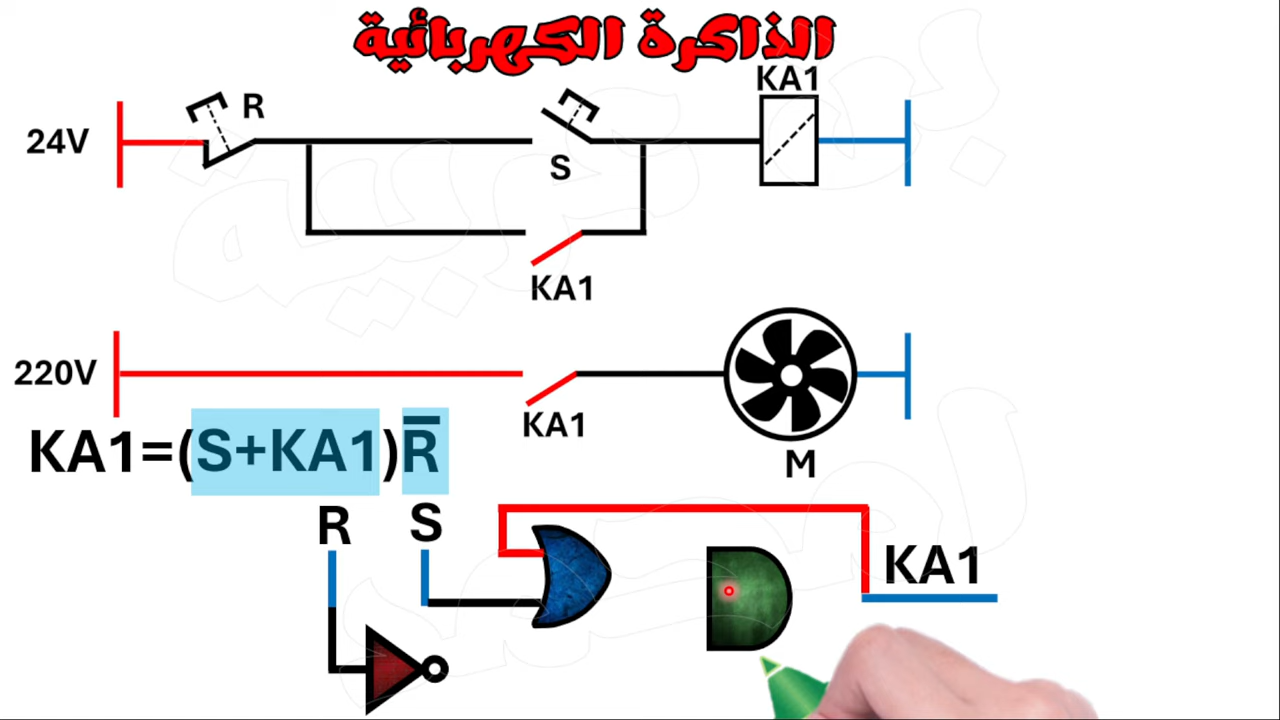 الذاكرة الكهربائية
KA1
R
24V
S
KA1
220V
KA1
M
KA1=(S+KA1)R̅
R S
KA1